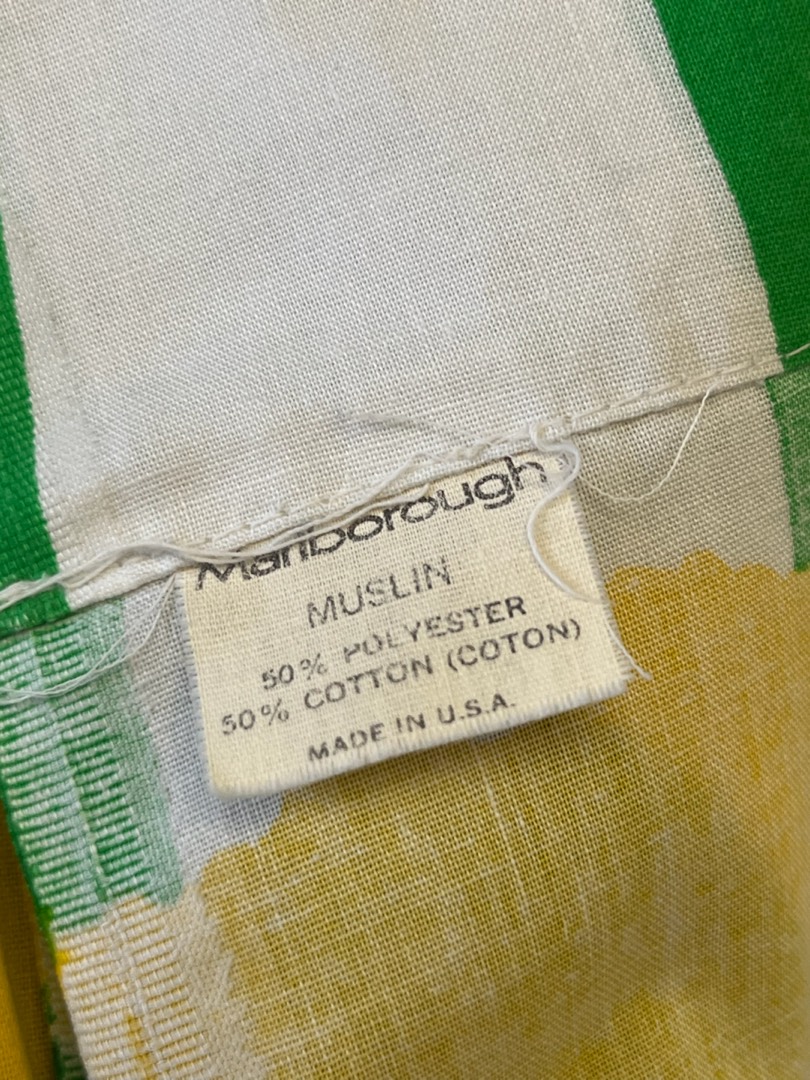 Marlborough
MUSLIN
50% POLYESTER
50% COTTON (COTON)
MADE IN U.S.A.